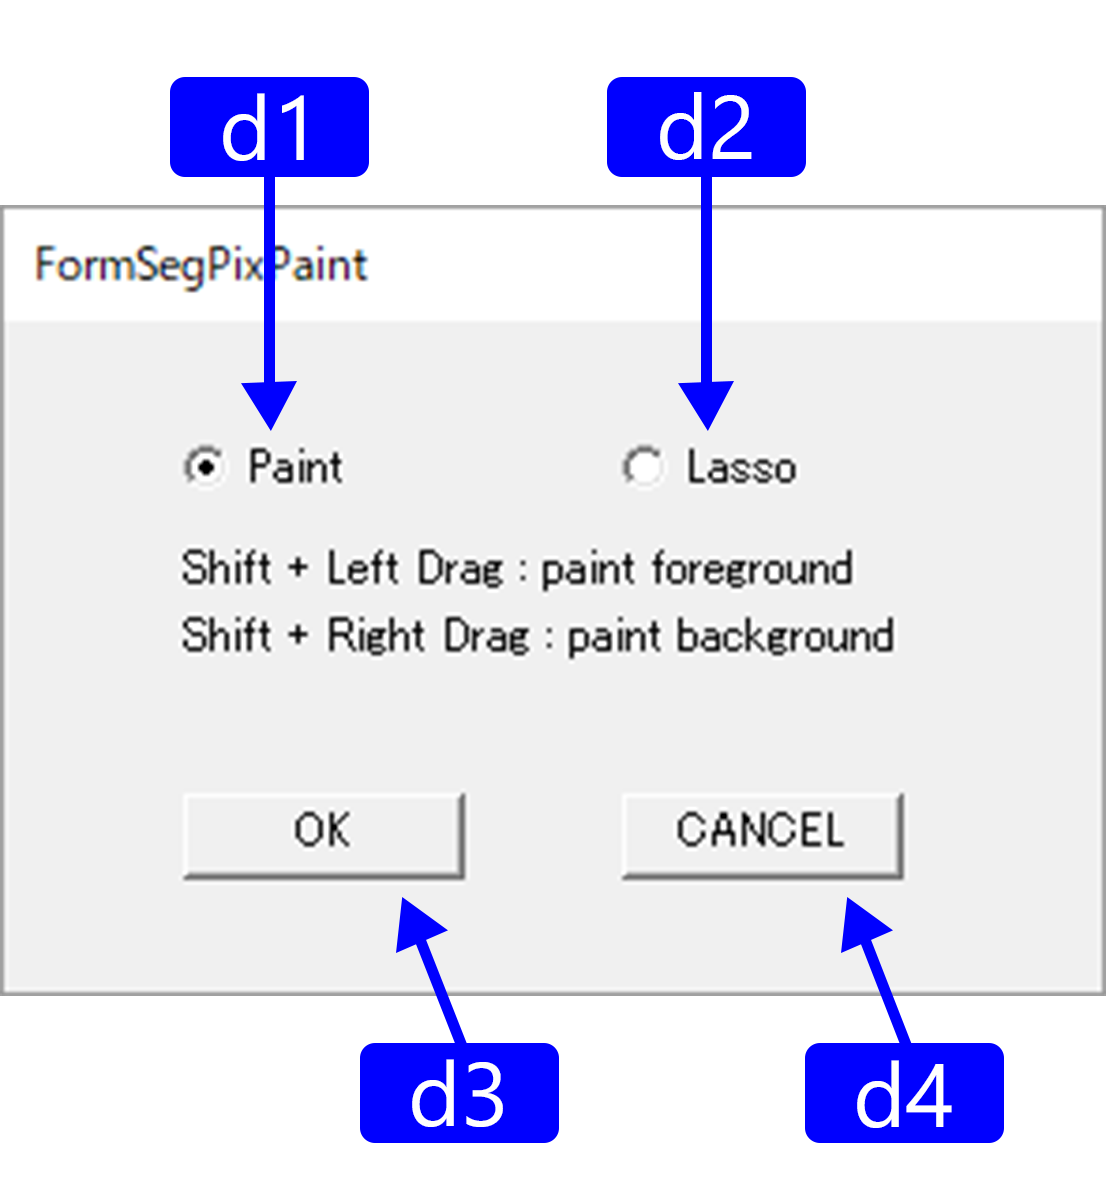 d1 d2
FormSegPixPaint
Paint Lasso
Shift + Left Drag : paint foreground
Shift + Right Drag : paint background
OK CANCEL
d3 d4